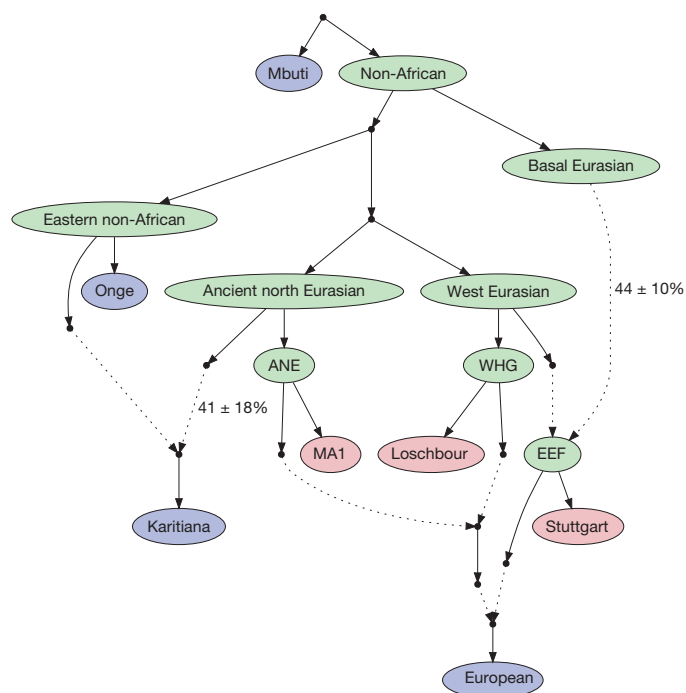 Mbuti
Non-African
Basal Eurasian
Eastern non-African
Onge
Ancient north Eurasian
West Eurasian
44 ± 10%
ANE
WHG
41 ± 18%
MA1
Loschbour
EEF
Karitiana
Stuttgart
European